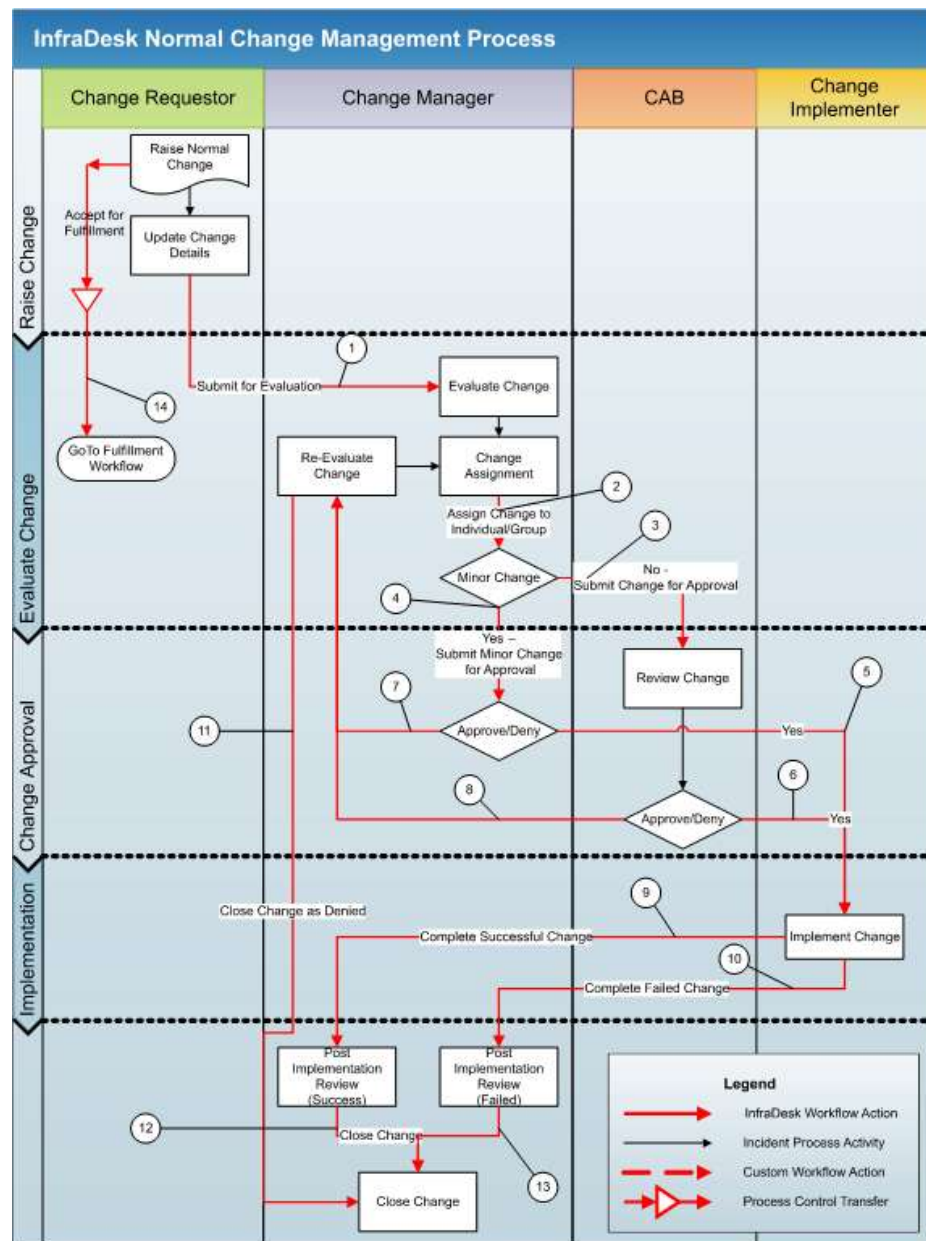 InfraDesk Normal Change Management Process
Change Requestor
Change Manager
CAB
Change
Implementer
Raise Change
Raise Normal
Change
Accept for
Fulfillment
Update Change
Details
Evaluate Change
1
Submit for Evaluation
Evaluate Change
14
GoTo Fulfillment
Workflow
Re-Evaluate
Change
Change
Assignment
2
Assign Change to
Individual/Group
3
Minor Change
No -
Submit Change for Approval
4
Change Approval
Yes –
Submit Minor Change
for Approval
Review Change
5
7
11
Approve/Deny
Yes
8
6
Approve/Deny
Yes
Implementation
Close Change as Denied
9
Complete Successful Change
Implement Change
10
Complete Failed Change
Post
Implementation
Review
(Success)
Post
Implementation
Review
(Failed)
12
Close Change
13
Close Change
Legend
InfraDesk Workflow Action
Incident Process Activity
Custom Workflow Action
Process Control Transfer